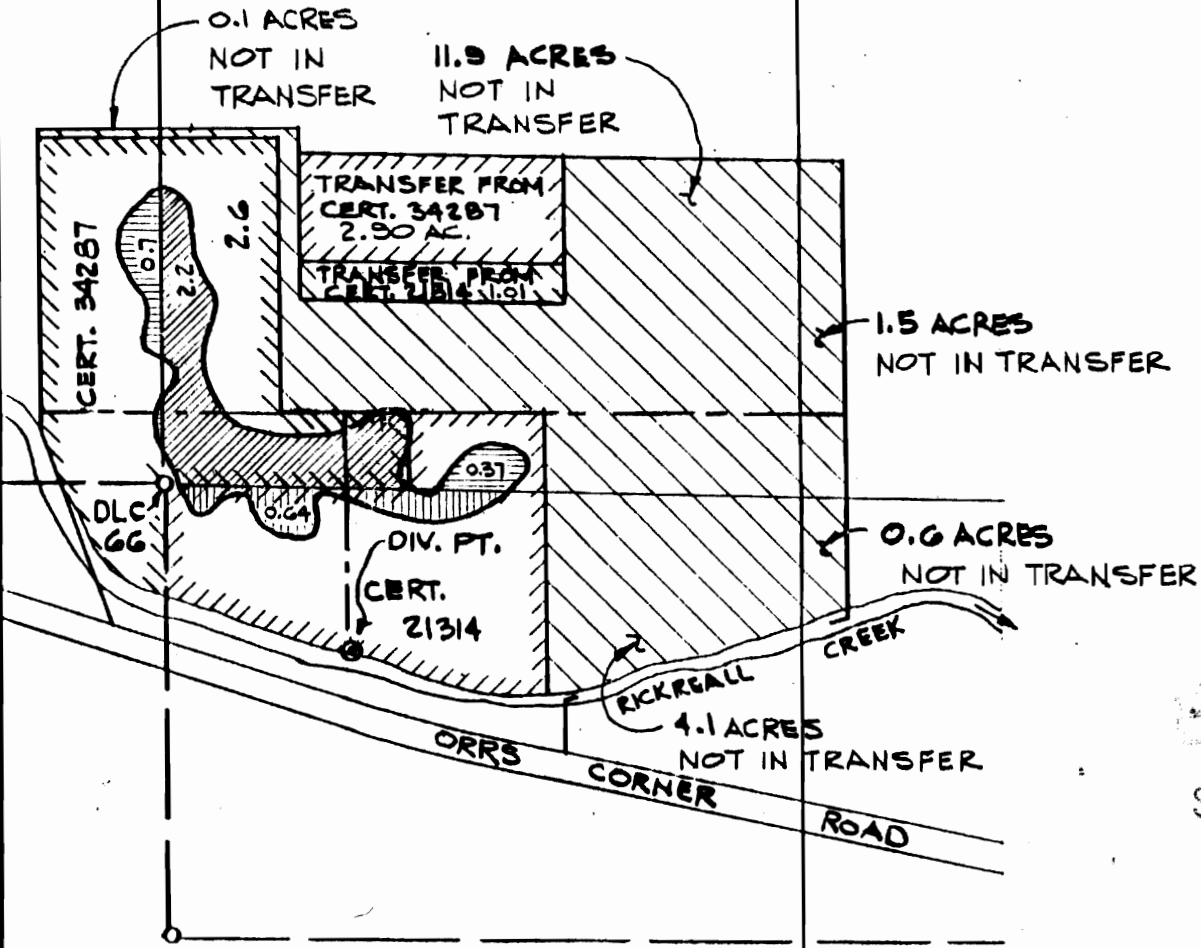 0.1 ACRES
NOT IN
TRANSFER
11.9 ACRES
NOT IN
TRANSFER
TRANSFER FROM
CERT. 34287
2.90 AC.
TRANSFER FROM
CERT. 21314 1.01
CERT. 34287
0.7
2.2
2.6
1.5 ACRES
NOT IN TRANSFER
0.37
0.64
DLC
66
DIV. PT.
CERT.
21314
0.6 ACRES
NOT IN TRANSFER
RICKREALL
CREEK
4.1 ACRES
NOT IN TRANSFER
ORRS CORNER ROAD